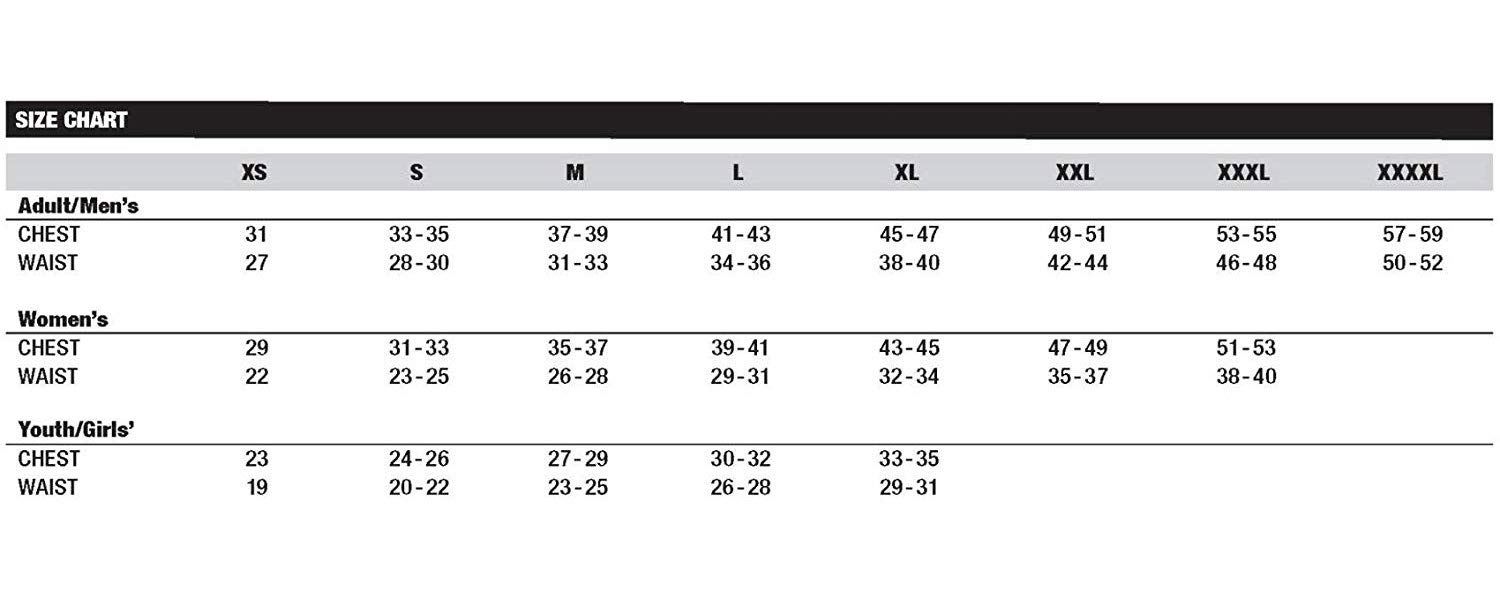 SIZE CHART
XS S M L XL XXL XXXL XXXXL
Adult/Men's
CHEST 31 33-35 37-39 41-43 45-47 49-51 53-55 57-59
WAIST 27 28-30 31-33 34-36 38-40 42-44 46-48 50-52
Women's
CHEST 29 31-33 35-37 39-41 43-45 47-49 51-53
WAIST 22 23-25 26-28 29-31 32-34 35-37 38-40
Youth/Girls'
CHEST 23 24-26 27-29 30-32 33-35
WAIST 19 20-22 23-25 26-28 29-31